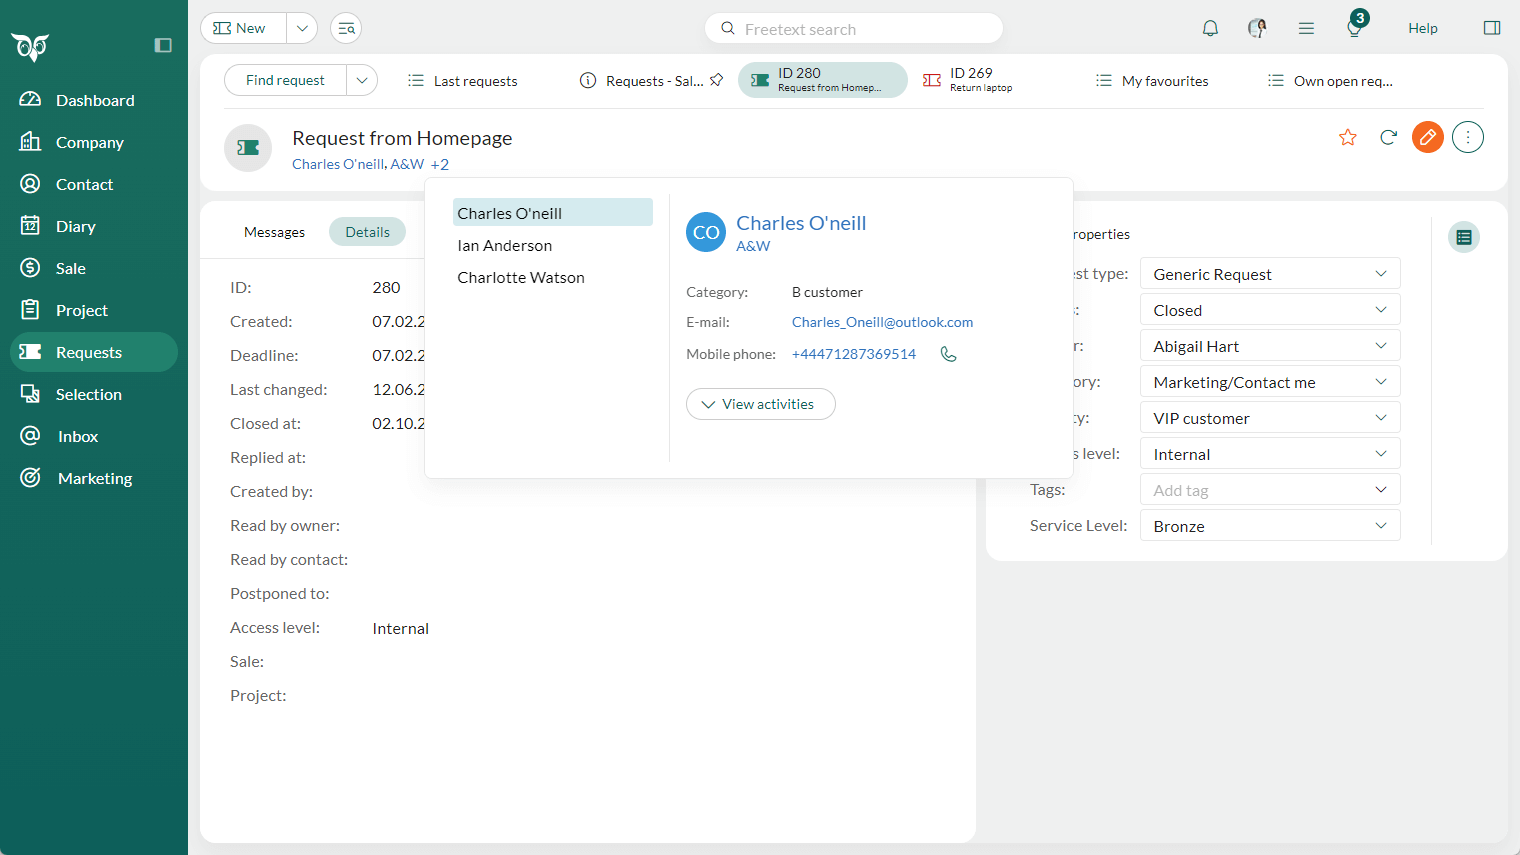 New
Freetext search
3
Help
Dashboard
Company
Contact
Diary
12
Sale
Project
Requests
Selection
Inbox
Marketing
Find request
Last requests
Requests - Sal...
ID 280
Request from Homep...
ID 269
Return laptop
My favourites
Own open req...
Request from Homepage
Charles O'neill, A&W +2
Messages
Details
ID: 280
Created: 07.02.2
Deadline: 07.02.2
Last changed: 12.06.2
Closed at: 02.10.2
Replied at:
Created by:
Read by owner:
Read by contact:
Postponed to:
Access level: Internal
Sale:
Project:
Charles O'neill
Ian Anderson
Charlotte Watson
CO
Charles O'neill
A&W
Category: B customer
E-mail: Charles_Oneill@outlook.com
Mobile phone: +44471287369514
View activities
roperties
est type: Generic Request
s: Closed
r: Abigail Hart
ory: Marketing/Contact me
ty: VIP customer
s level: Internal
Tags: Add tag
Service Level: Bronze